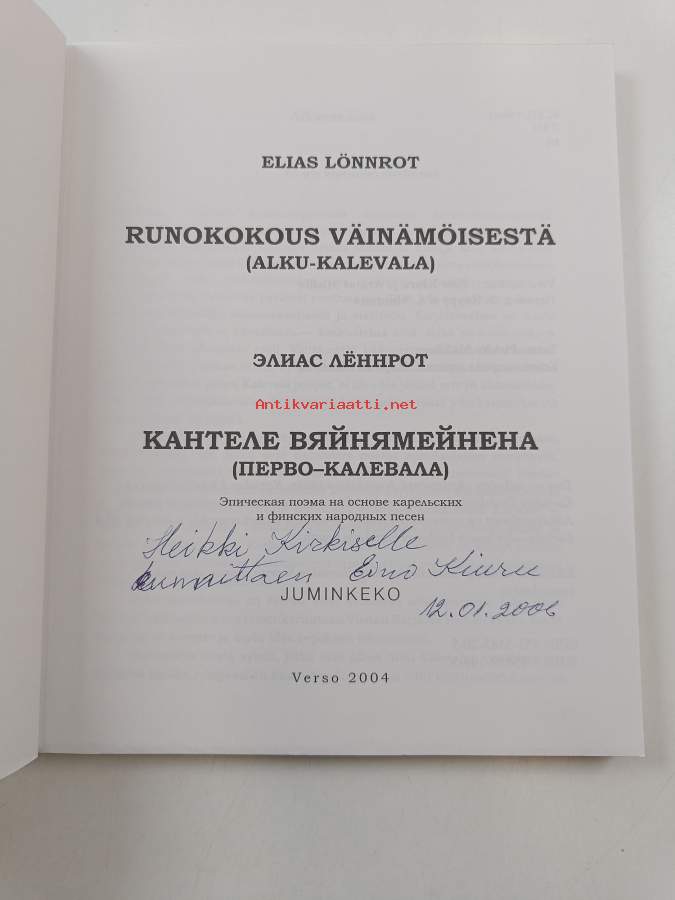 ELIAS LÖNNROT
RUNOKOKOUS VÄINÄMÖISESTÄ
(ALKU-KALEVALA)
ЭЛИАС ЛЁННРОТ
Antikvariaatti.net
КАНТЕЛЕ ВЯЙНЯМЕЙНЕНА
(ПЕРВО–КАЛЕВАЛА)
Эпическая поэма на основе карельских
и финских народных песен
Heikki Kirkiselle
kunnioittaen Eino Kiuru
JUMINKEKO
12.01.2006
Verso 2004